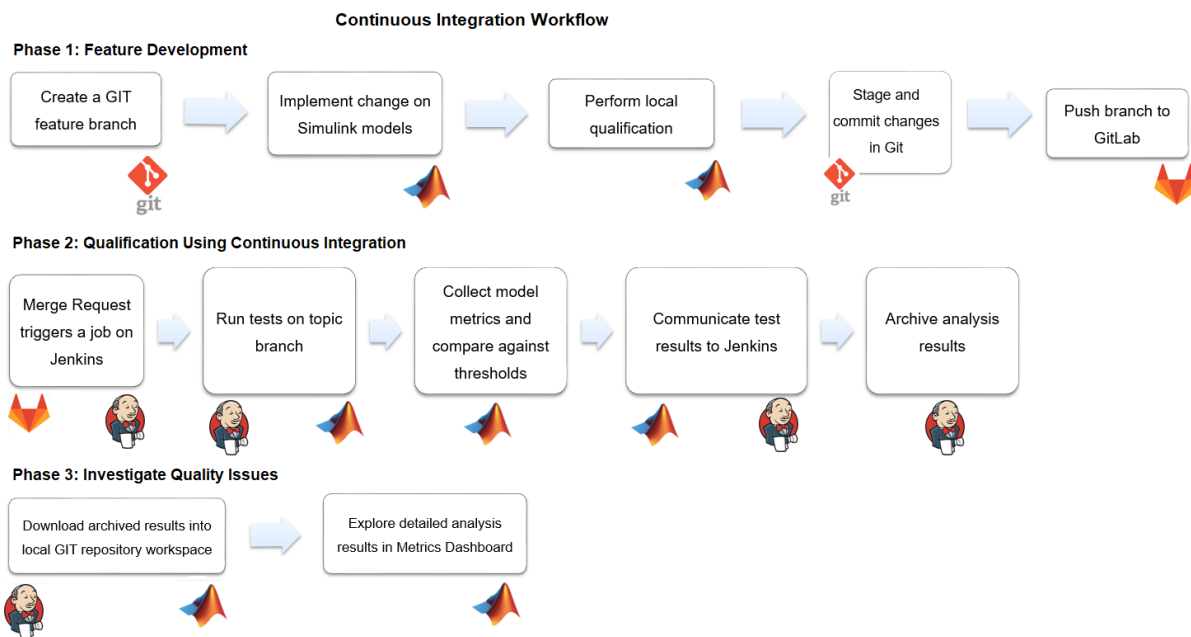 Continuous Integration Workflow
Phase 1: Feature Development
Create a GIT
feature branch
Implement change on
Simulink models
Perform local
qualification
Stage and
commit changes
in Git
Push branch to
GitLab
git
git
Phase 2: Qualification Using Continuous Integration
Merge Request
triggers a job on
Jenkins
Run tests on topic
branch
Collect model
metrics and
compare against
thresholds
Communicate test
results to Jenkins
Archive analysis
results
Phase 3: Investigate Quality Issues
Download archived results into
local GIT repository workspace
Explore detailed analysis
results in Metrics Dashboard